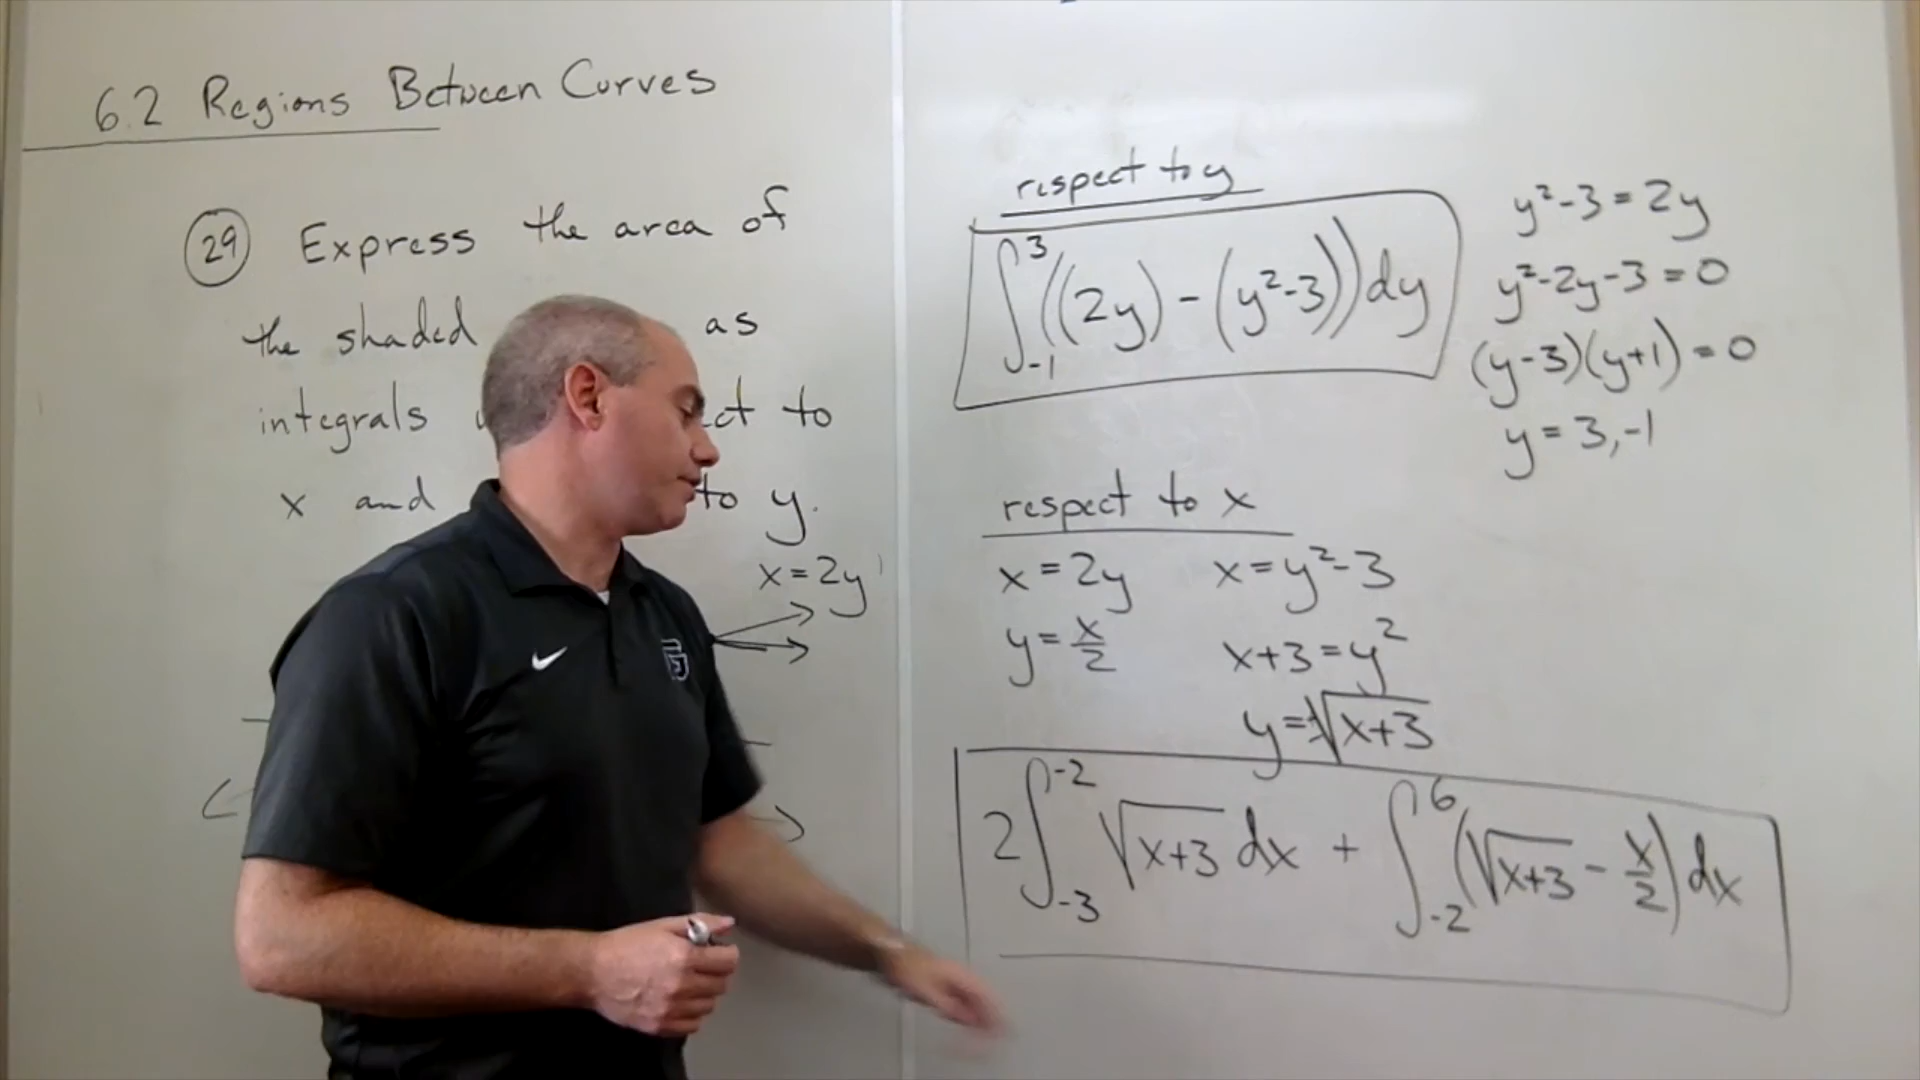 6.2 Regions Between Curves
29 Express the area of
the shaded as
integrals to
x and to y.
x = 2y
respect to y
∫_{-1}^{3} ((2y) - (y²-3)) dy
y²-3 = 2y
y²-2y-3 = 0
(y-3)(y+1) = 0
y = 3, -1
respect to x
x = 2y x = y²-3
y = x/2 x+3 = y²
y = ±√(x+3)
2∫_{-3}^{-2} √(x+3) dx + ∫_{-2}^{6} (√(x+3) - x/2) dx